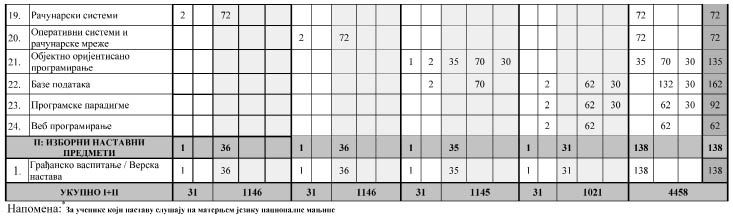 19. Рачунарски системи 2 72 72 72
20. Оперативни системи и рачунарске мреже 2 72 72 72
21. Објектно оријентисано програмирање 1 2 35 70 30 35 70 30 135
22. Базе података 2 70 2 62 30 132 30 162
23. Програмске парадигме 2 62 30 62 30 92
24. Веб програмирање 2 62 62 62
II: ИЗБОРНИ НАСТАВНИ ПРЕДМЕТИ 1 36 1 36 1 35 1 31 138 138
1. Грађанско васпитање / Верска настава 1 36 1 36 1 35 1 31 138 138
УКУПНО I+II 31 1146 31 1146 31 1145 31 1021 4458
Напомена:* За ученике који наставу слушају на матерњем језику националне мањине